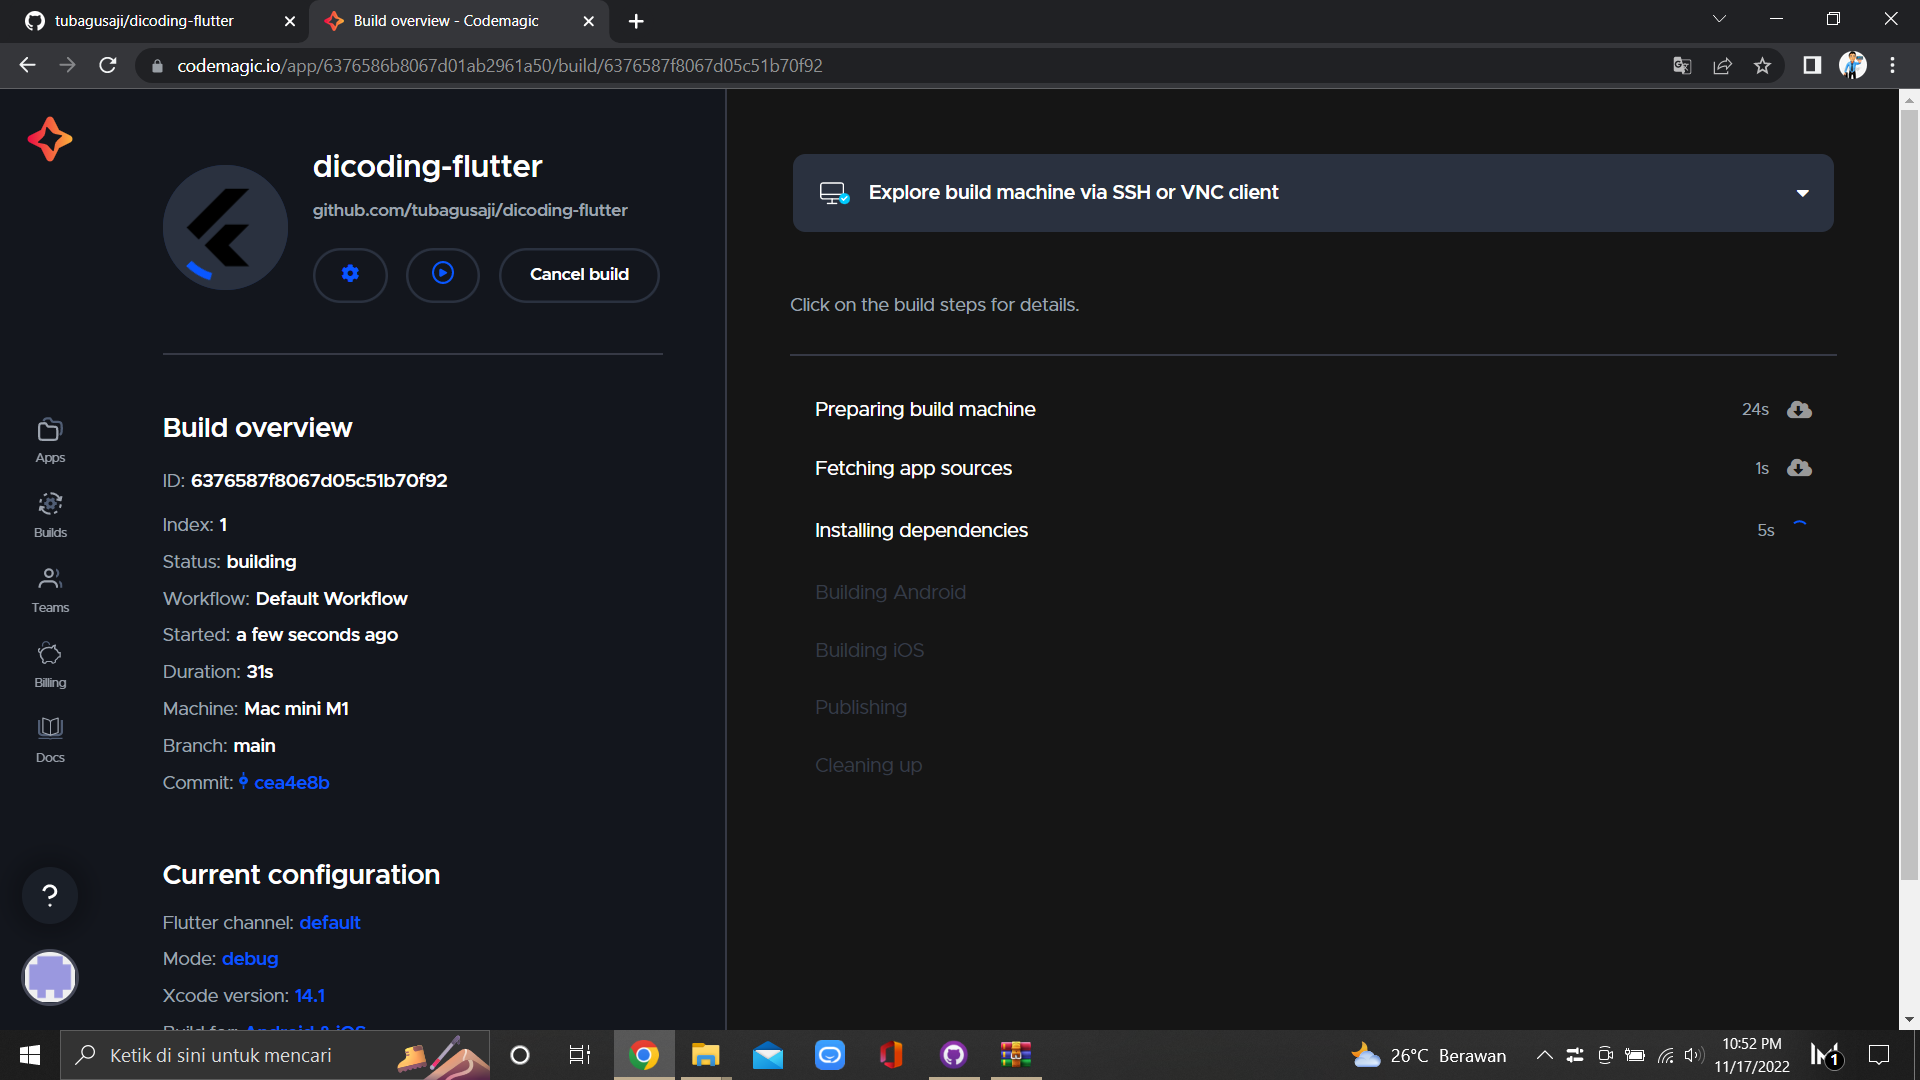 tubagusaji/dicoding-flutter
Build overview - Codemagic
codemagic.io/app/6376586b8067d01ab2961a50/build/6376587f8067d05c51b70f92
dicoding-flutter
github.com/tubagusaji/dicoding-flutter
Cancel build
Explore build machine via SSH or VNC client
Click on the build steps for details.
Preparing build machine 24s
Fetching app sources 1s
Installing dependencies 5s
Building Android
Building iOS
Publishing
Cleaning up
Apps
Builds
Teams
Billing
Docs
?
Build overview
ID: 6376587f8067d05c51b70f92
Index: 1
Status: building
Workflow: Default Workflow
Started: a few seconds ago
Duration: 31s
Machine: Mac mini M1
Branch: main
Commit: cea4e8b
Current configuration
Flutter channel: default
Mode: debug
Xcode version: 14.1
Build for: Android & iOS
Ketik di sini untuk mencari
26°C Berawan
10:52 PM
11/17/2022
1